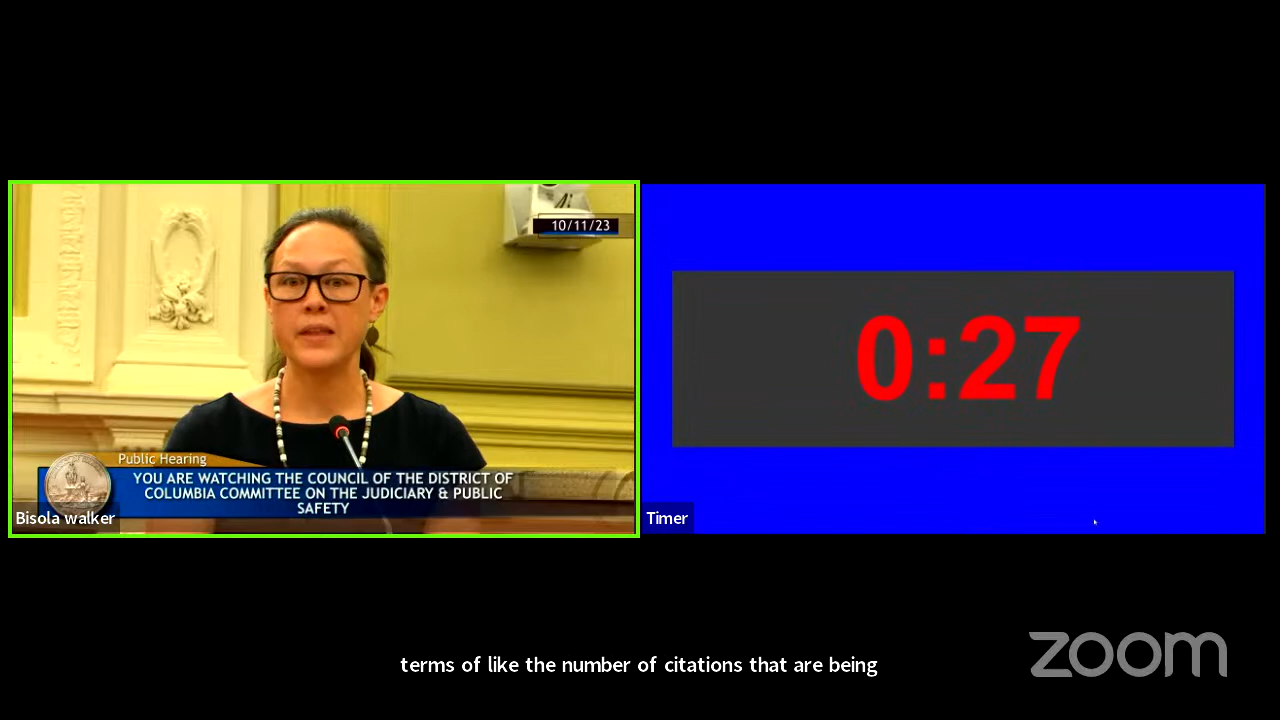 10/11/23
Public Hearing
YOU ARE WATCHING THE COUNCIL OF THE DISTRICT OF
COLUMBIA COMMITTEE ON THE JUDICIARY & PUBLIC
SAFETY
Bisola walker
0:27
Timer
terms of like the number of citations that are being
zoom